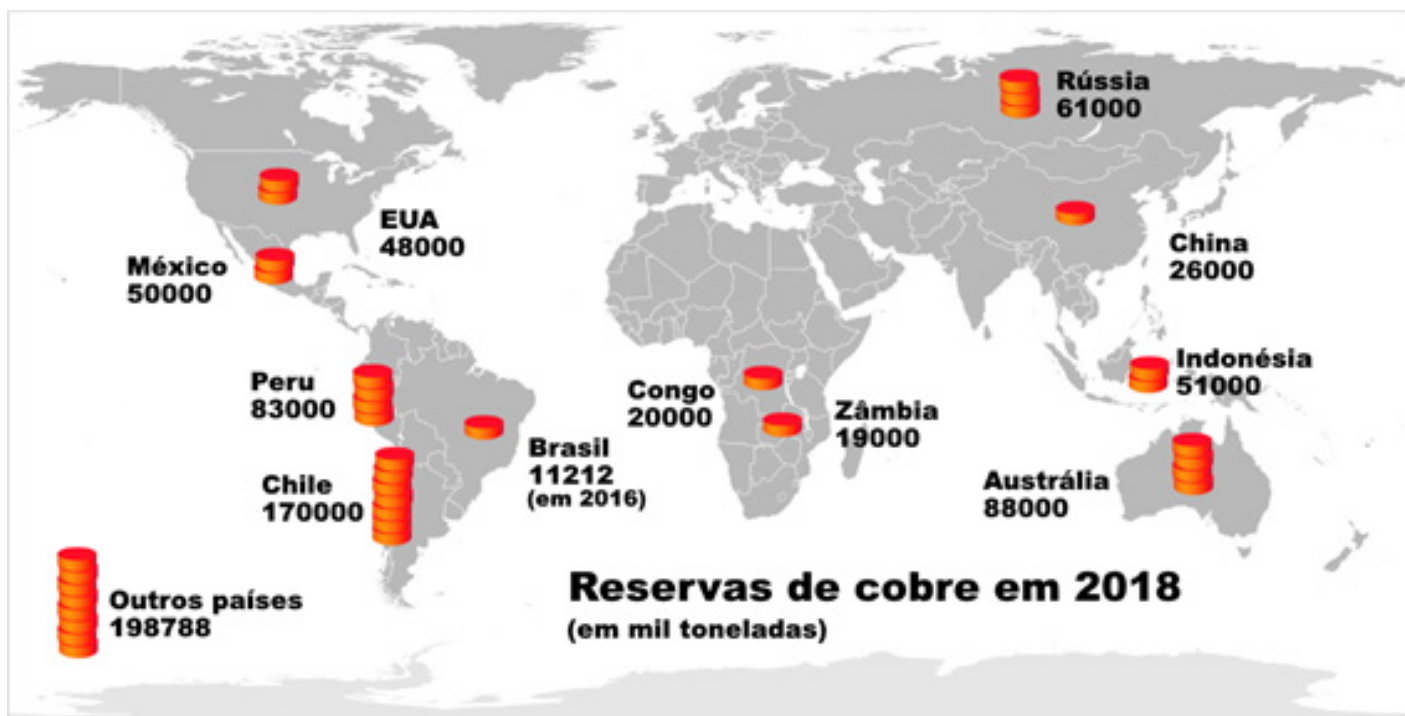 Rússia
61000
EUA
48000
China
26000
México
50000
Peru
83000
Congo
20000
Zâmbia
19000
Indonésia
51000
Brasil
11212
(em 2016)
Chile
170000
Austrália
88000
Outros países
198788
Reservas de cobre em 2018
(em mil toneladas)